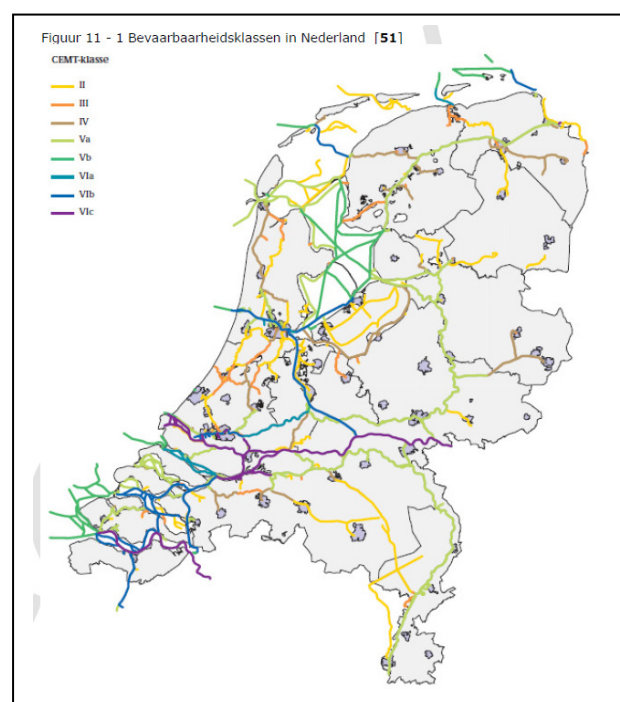 Figuur 11 - 1 Bevaarbaarheidsklassen in Nederland [51]
CEMT-klasse
II
III
IV
Va
Vb
VIa
VIb
VIc